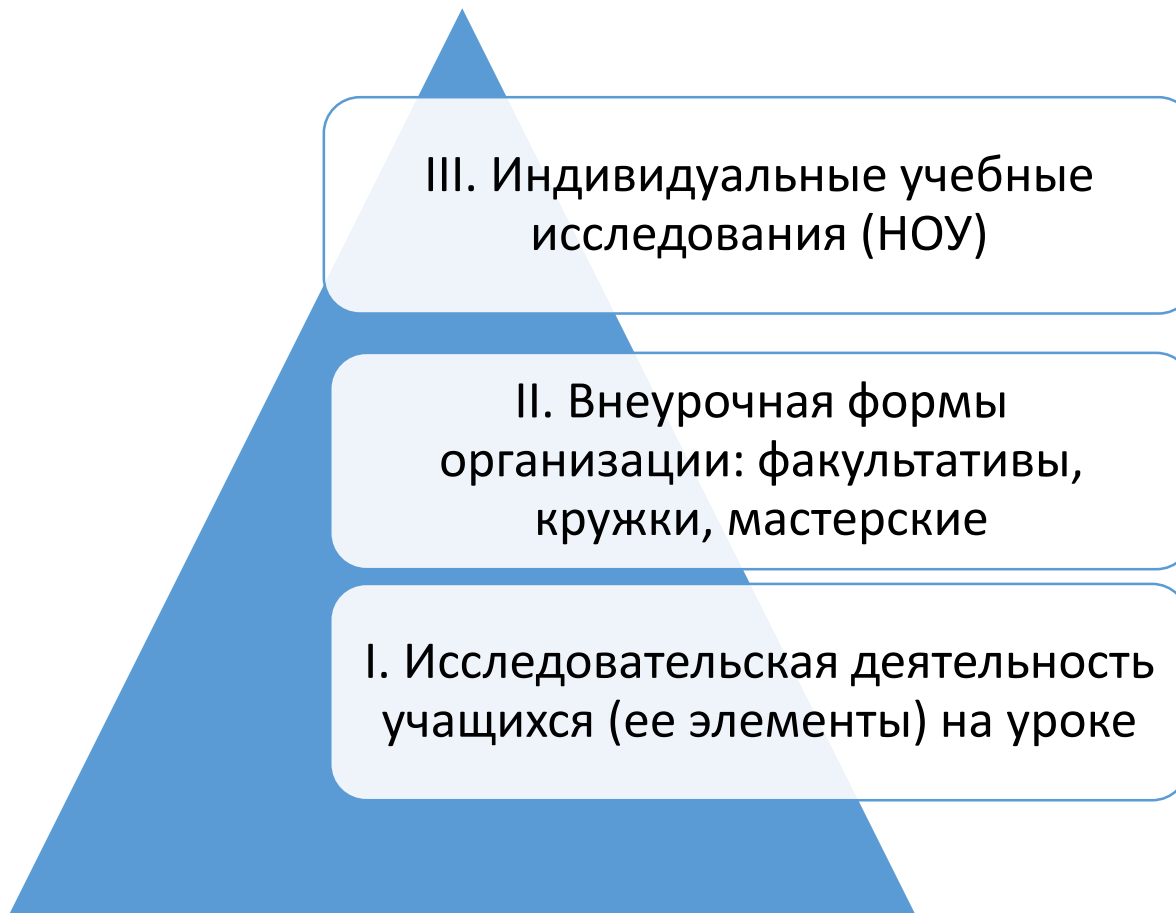 III. Индивидуальные учебные
исследования (НОУ)
II. Внеурочная формы
организации: факультативы,
кружки, мастерские
I. Исследовательская деятельность
учащихся (ее элементы) на уроке